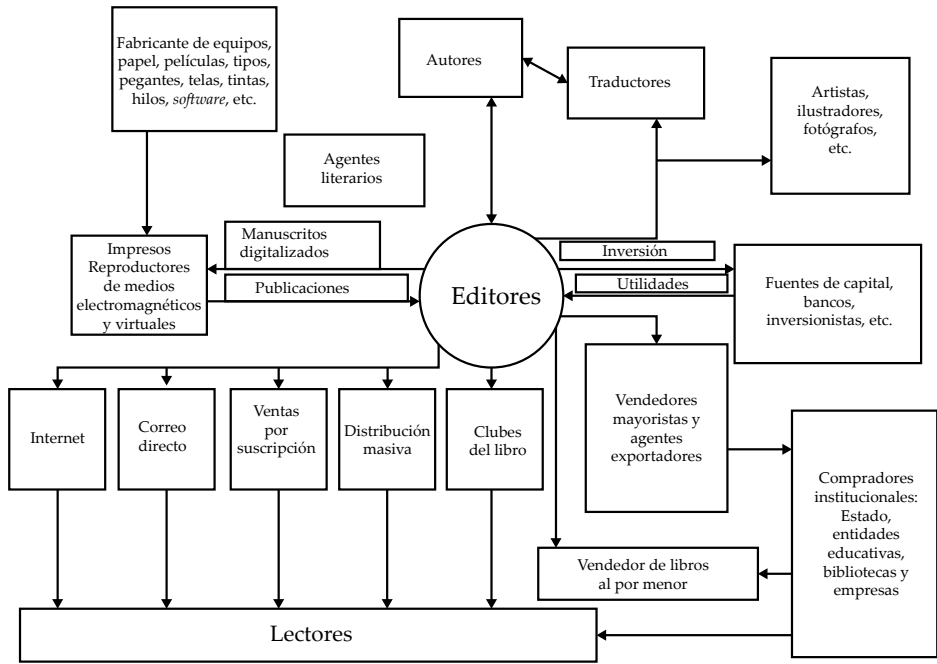 Fabricante de equipos,
papel, películas, tipos,
pegantes, telas, tintas,
hilos, software, etc.
Autores
Traductores
Artistas,
ilustradores,
fotógrafos,
etc.
Agentes
literarios
Manuscritos
digitalizados
Publicaciones
Impresos
Reproductores
de medios
electromagnéticos
y virtuales
Editores
Inversión
Utilidades
Fuentes de capital,
bancos,
inversionistas, etc.
Internet
Correo
directo
Ventas
por
suscripción
Distribución
masiva
Clubes
del libro
Vendedores
mayoristas y
agentes
exportadores
Compradores
institucionales:
Estado,
entidades
educativas,
bibliotecas y
empresas
Vendedor de libros
al por menor
Lectores